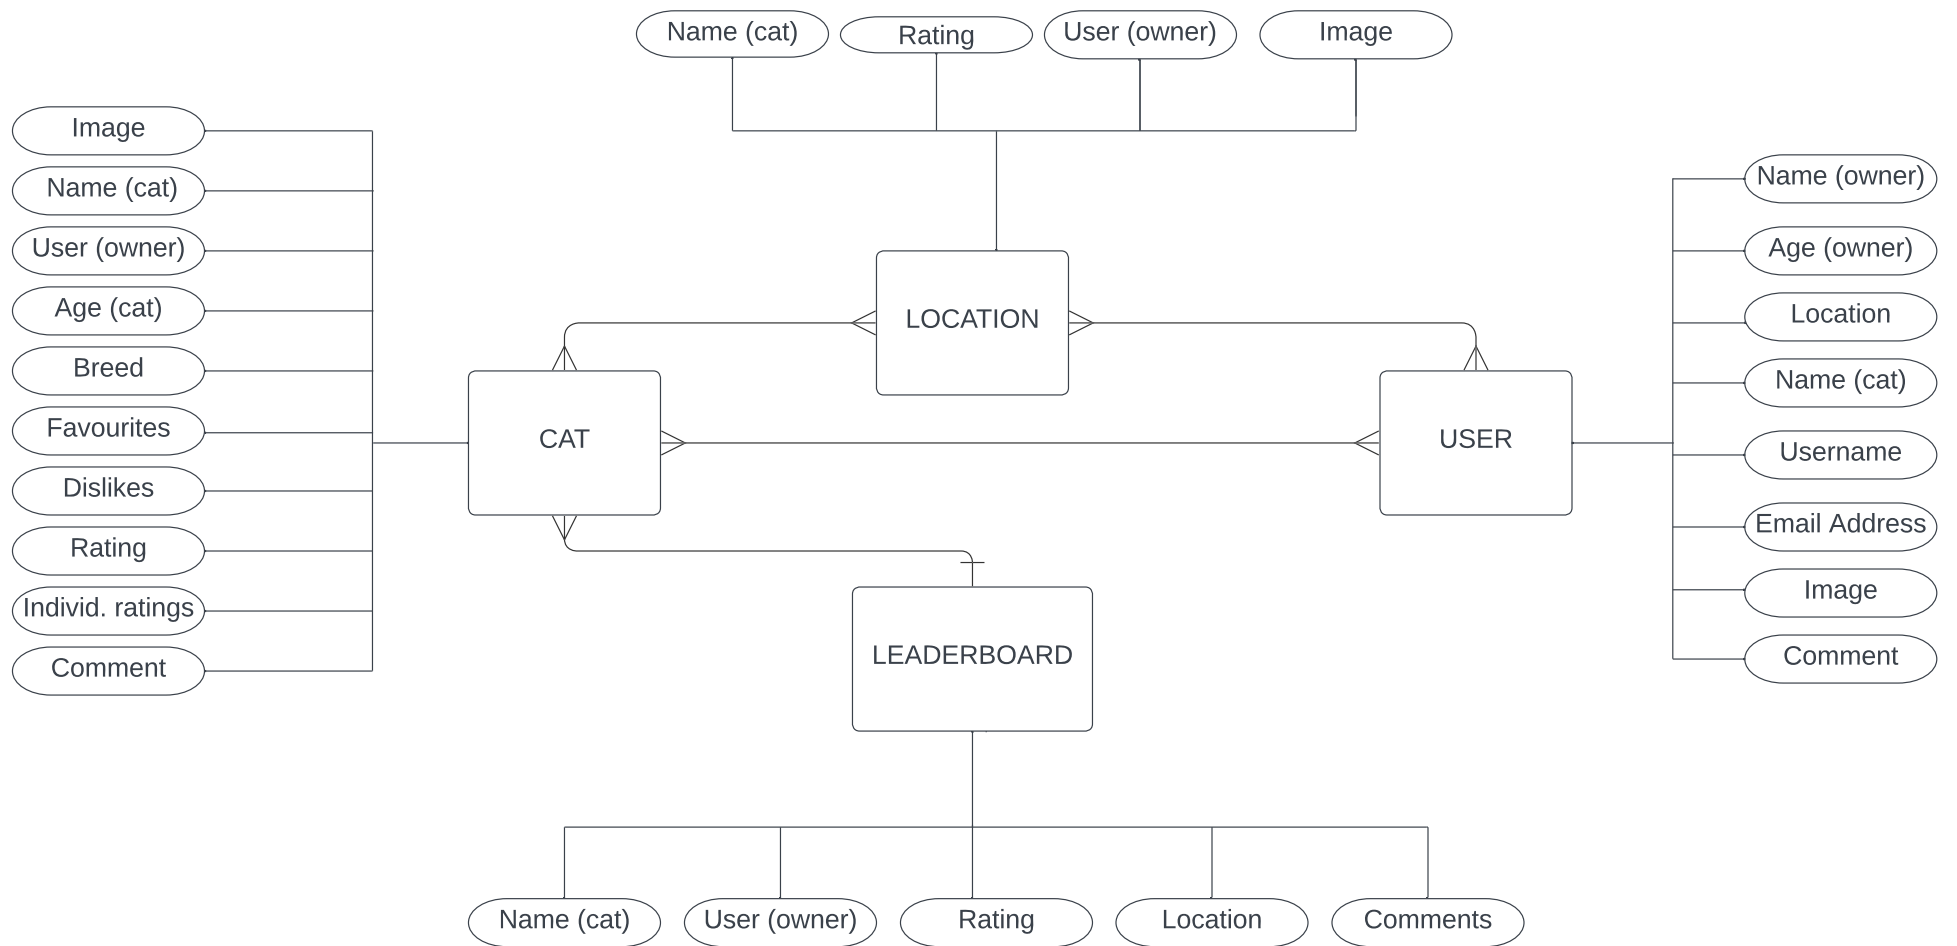 Name (cat)
Rating
User (owner)
Image
Image
Name (cat)
User (owner)
Age (cat)
Breed
Favourites
Dislikes
Rating
Individ. ratings
Comment
LOCATION
CAT
USER
LEADERBOARD
Name (owner)
Age (owner)
Location
Name (cat)
Username
Email Address
Image
Comment
Name (cat)
User (owner)
Rating
Location
Comments